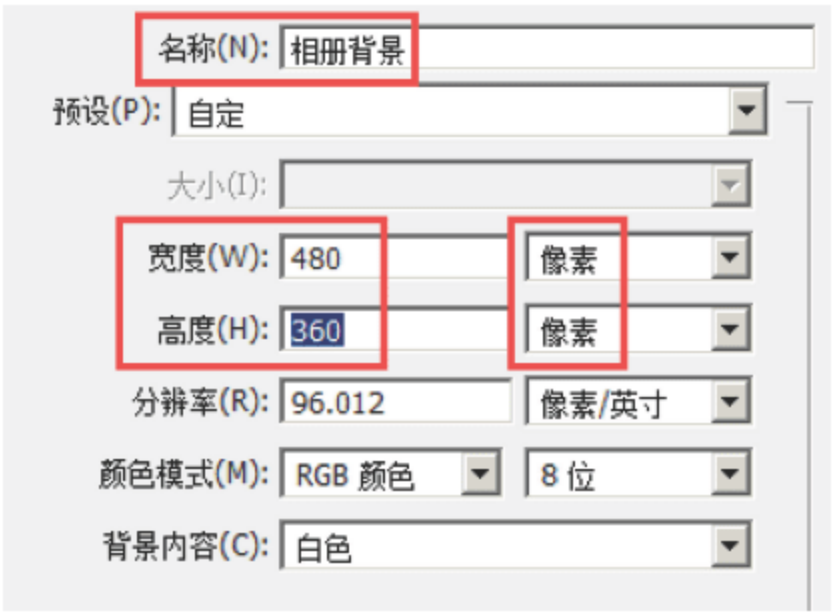 名称(N): 相册背景
预设(P): 自定
大小(I):
宽度(W): 480 像素
高度(H): 360 像素
分辨率(R): 96.012 像素/英寸
颜色模式(M): RGB 颜色 8 位
背景内容(C): 白色